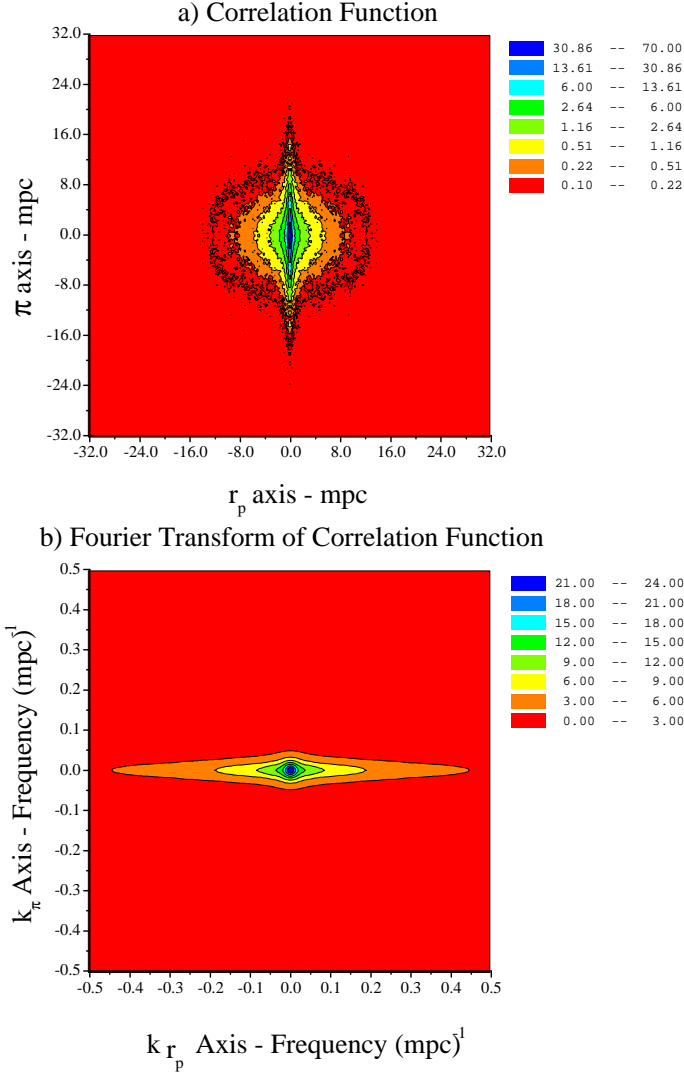 a) Correlation Function
32.0
24.0
16.0
8.0
0.0
-8.0
-16.0
-24.0
-32.0
π axis - mpc
-32.0 -24.0 -16.0 -8.0 0.0 8.0 16.0 24.0 32.0
r_p axis - mpc
30.86 -- 70.00
13.61 -- 30.86
6.00 -- 13.61
2.64 -- 6.00
1.16 -- 2.64
0.51 -- 1.16
0.22 -- 0.51
0.10 -- 0.22
b) Fourier Transform of Correlation Function
0.5
0.4
0.3
0.2
0.1
0.0
-0.1
-0.2
-0.3
-0.4
-0.5
k_π Axis - Frequency (mpc)^-1
-0.5 -0.4 -0.3 -0.2 -0.1 0.0 0.1 0.2 0.3 0.4 0.5
k r_p Axis - Frequency (mpc)^-1
21.00 -- 24.00
18.00 -- 21.00
15.00 -- 18.00
12.00 -- 15.00
9.00 -- 12.00
6.00 -- 9.00
3.00 -- 6.00
0.00 -- 3.00